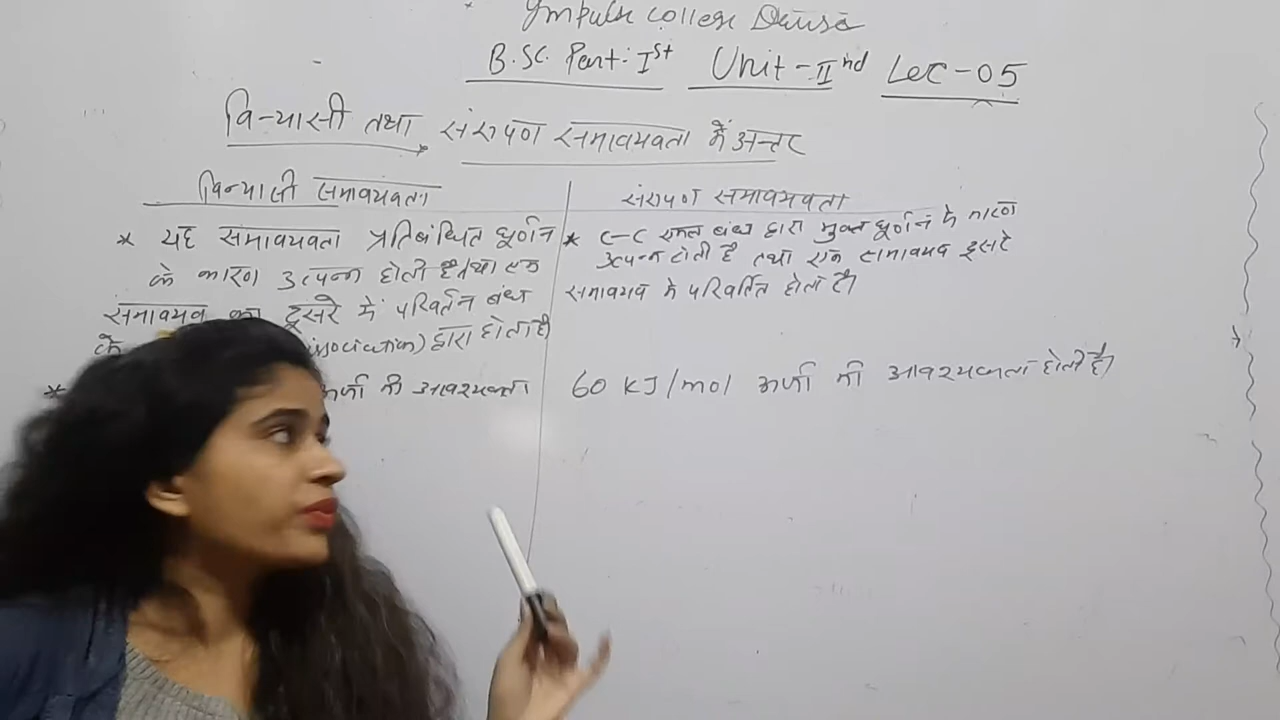 Impulse College Dausa
B.Sc. Part-Ist Unit-IInd Lec-05
विन्यासी तथा संरूपण समावयवता में अन्तर
विन्यासी समावयवता
* यह समावयवता प्रतिबंधित घूर्णन
के कारण उत्पन्न होती है तथा एक
समावयव का दूसरे में परिवर्तन बंध
के issociation) द्वारा होता है।
* ऊर्जा की आवश्यकता
संरूपण समावयवता
* C-C एकल बंध द्वारा मुक्त घूर्णन के कारण
उत्पन्न होती है तथा एक समावयव दूसरे
समावयव में परिवर्तित होता है।
60 KJ/mol ऊर्जा की आवश्यकता होती है।